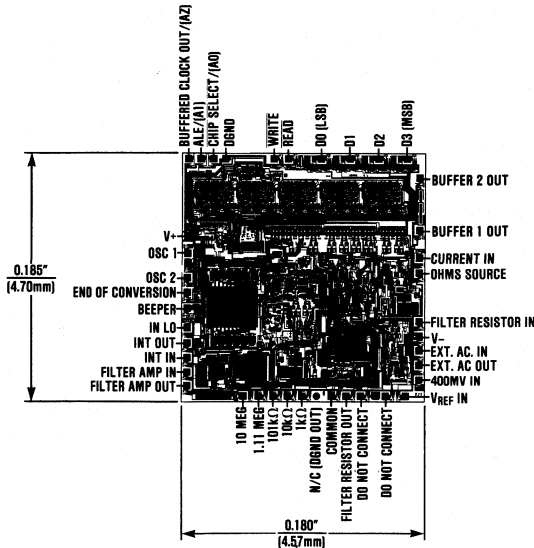 BUFFERED CLOCK OUT/(AZ)
ALE/(A1)
CHIP SELECT/(A0)
DGND
WRITE
READ
D0 (LSB)
D1
D2
D3 (MSB)
BUFFER 2 OUT
BUFFER 1 OUT
CURRENT IN
OHMS SOURCE
FILTER RESISTOR IN
V–
EXT. AC. IN
EXT. AC OUT
400MV IN
VREF IN
V+
OSC 1
0.185"
(4.70mm)
OSC 2
END OF CONVERSION
BEEPER
IN LO
INT OUT
INT IN
FILTER AMP IN
FILTER AMP OUT
10 MEG
1.11 MEG
101kΩ
10kΩ
1kΩ
N/C (DGND OUT)
COMMON
FILTER RESISTOR OUT
DO NOT CONNECT
DO NOT CONNECT
0.180"
(4.57mm)